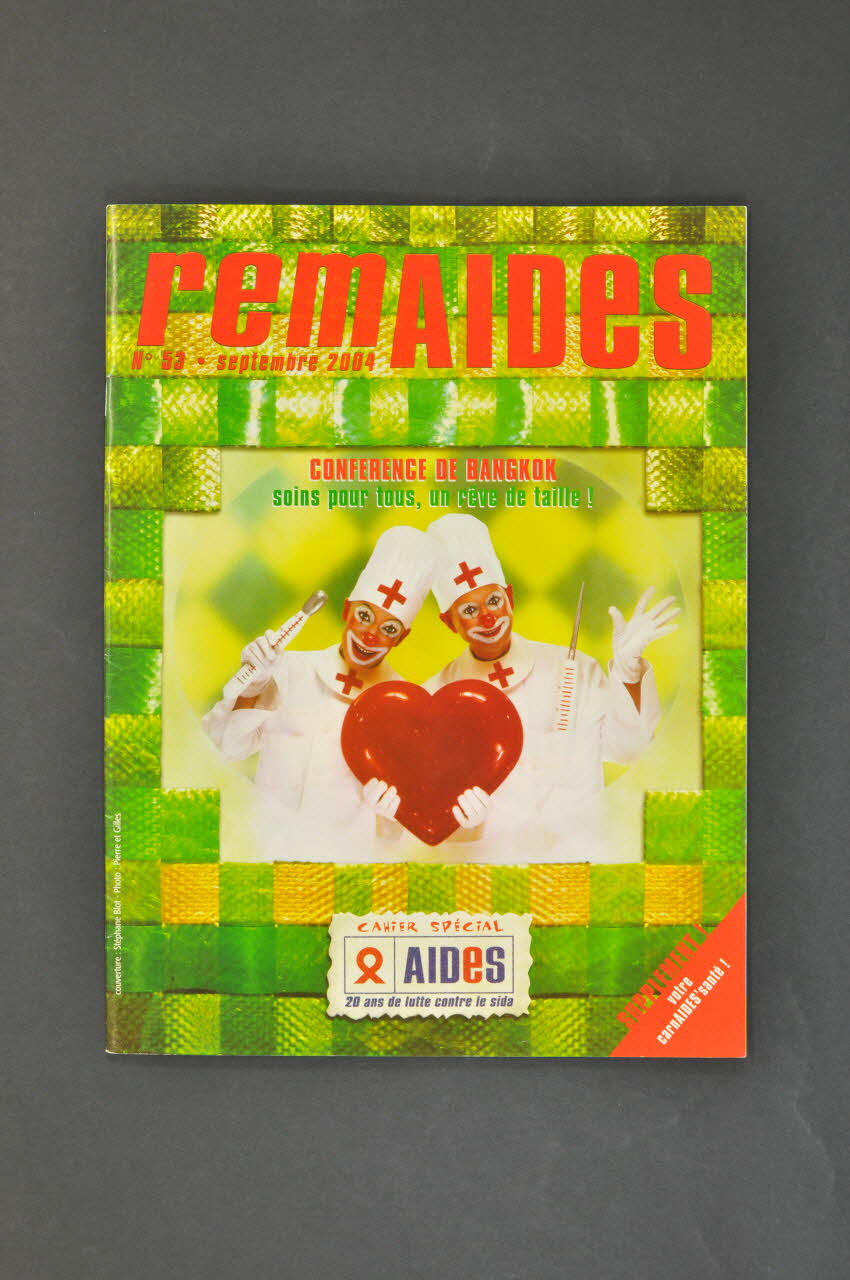 remAIDes
N° 53 • septembre 2004
CONFERENCE DE BANGKOK
soins pour tous, un rêve de taille !
couverture : Stéphane Blot - Photo : Pierre et Gilles
CAHIER SPÉCIAL
AIDes
20 ans de lutte contre le sida
SUPPLEMENT
votre
carnAIDES'santé !